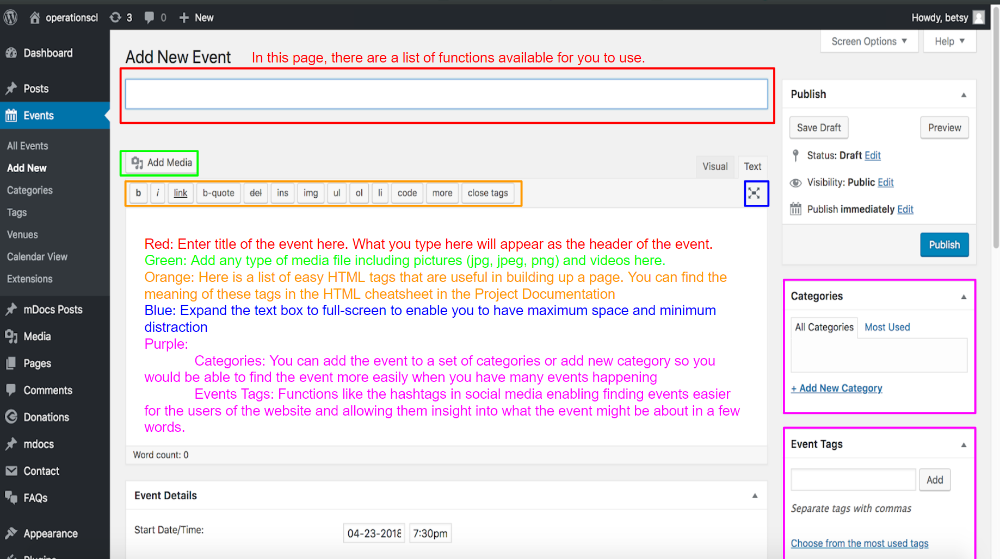 operationscl 3 0 New Howdy, betsy
Screen Options Help
Dashboard
Posts
Events
All Events
Add New
Categories
Tags
Venues
Calendar View
Extensions
mDocs Posts
Media
Pages
Comments
Donations
mdocs
Contact
FAQs
Appearance
Plugins
Add New Event In this page, there are a list of functions available for you to use.
Add Media
Visual Text
b i link b-quote del ins img ul ol li code more close tags
Red: Enter title of the event here. What you type here will appear as the header of the event.
Green: Add any type of media file including pictures (jpg, jpeg, png) and videos here.
Orange: Here is a list of easy HTML tags that are useful in building up a page. You can find the
meaning of these tags in the HTML cheatsheet in the Project Documentation
Blue: Expand the text box to full-screen to enable you to have maximum space and minimum
distraction
Purple:
Categories: You can add the event to a set of categories or add new category so you
would be able to find the event more easily when you have many events happening
Events Tags: Functions like the hashtags in social media enabling finding events easier
for the users of the website and allowing them insight into what the event might be about in a few
words.
Word count: 0
Event Details
Start Date/Time: 04-23-2018 7:30pm
Publish
Save Draft Preview
Status: Draft Edit
Visibility: Public Edit
Publish immediately Edit
Publish
Categories
All Categories Most Used
+ Add New Category
Event Tags
Add
Separate tags with commas
Choose from the most used tags